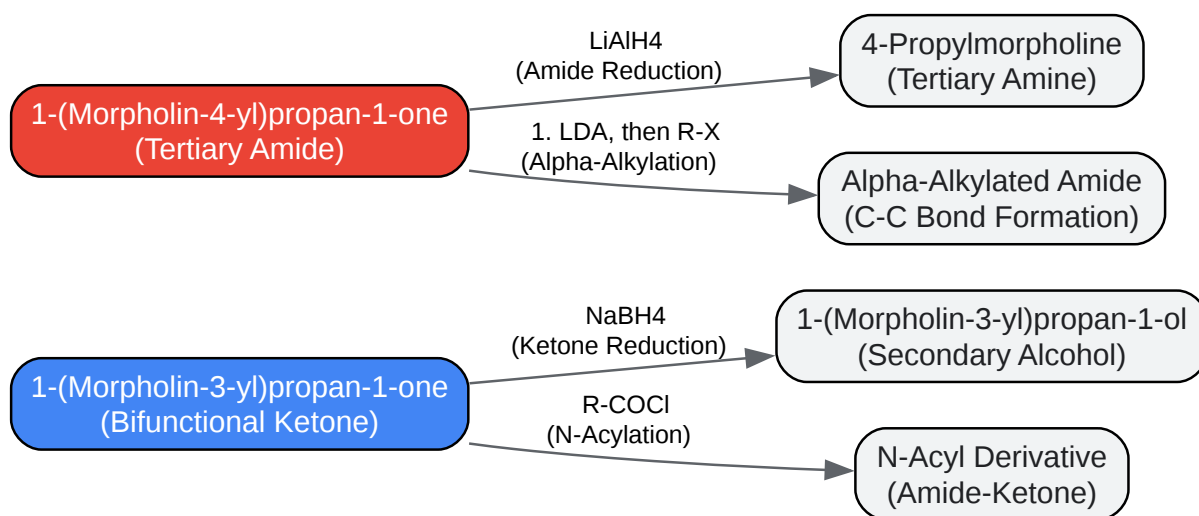 1-(Morpholin-4-yl)propan-1-one
(Tertiary Amide)
LiAlH4
(Amide Reduction)
4-Propylmorpholine
(Tertiary Amine)
1. LDA, then R-X
(Alpha-Alkylation)
Alpha-Alkylated Amide
(C-C Bond Formation)
1-(Morpholin-3-yl)propan-1-one
(Bifunctional Ketone)
NaBH4
(Ketone Reduction)
1-(Morpholin-3-yl)propan-1-ol
(Secondary Alcohol)
R-COCl
(N-Acylation)
N-Acyl Derivative
(Amide-Ketone)